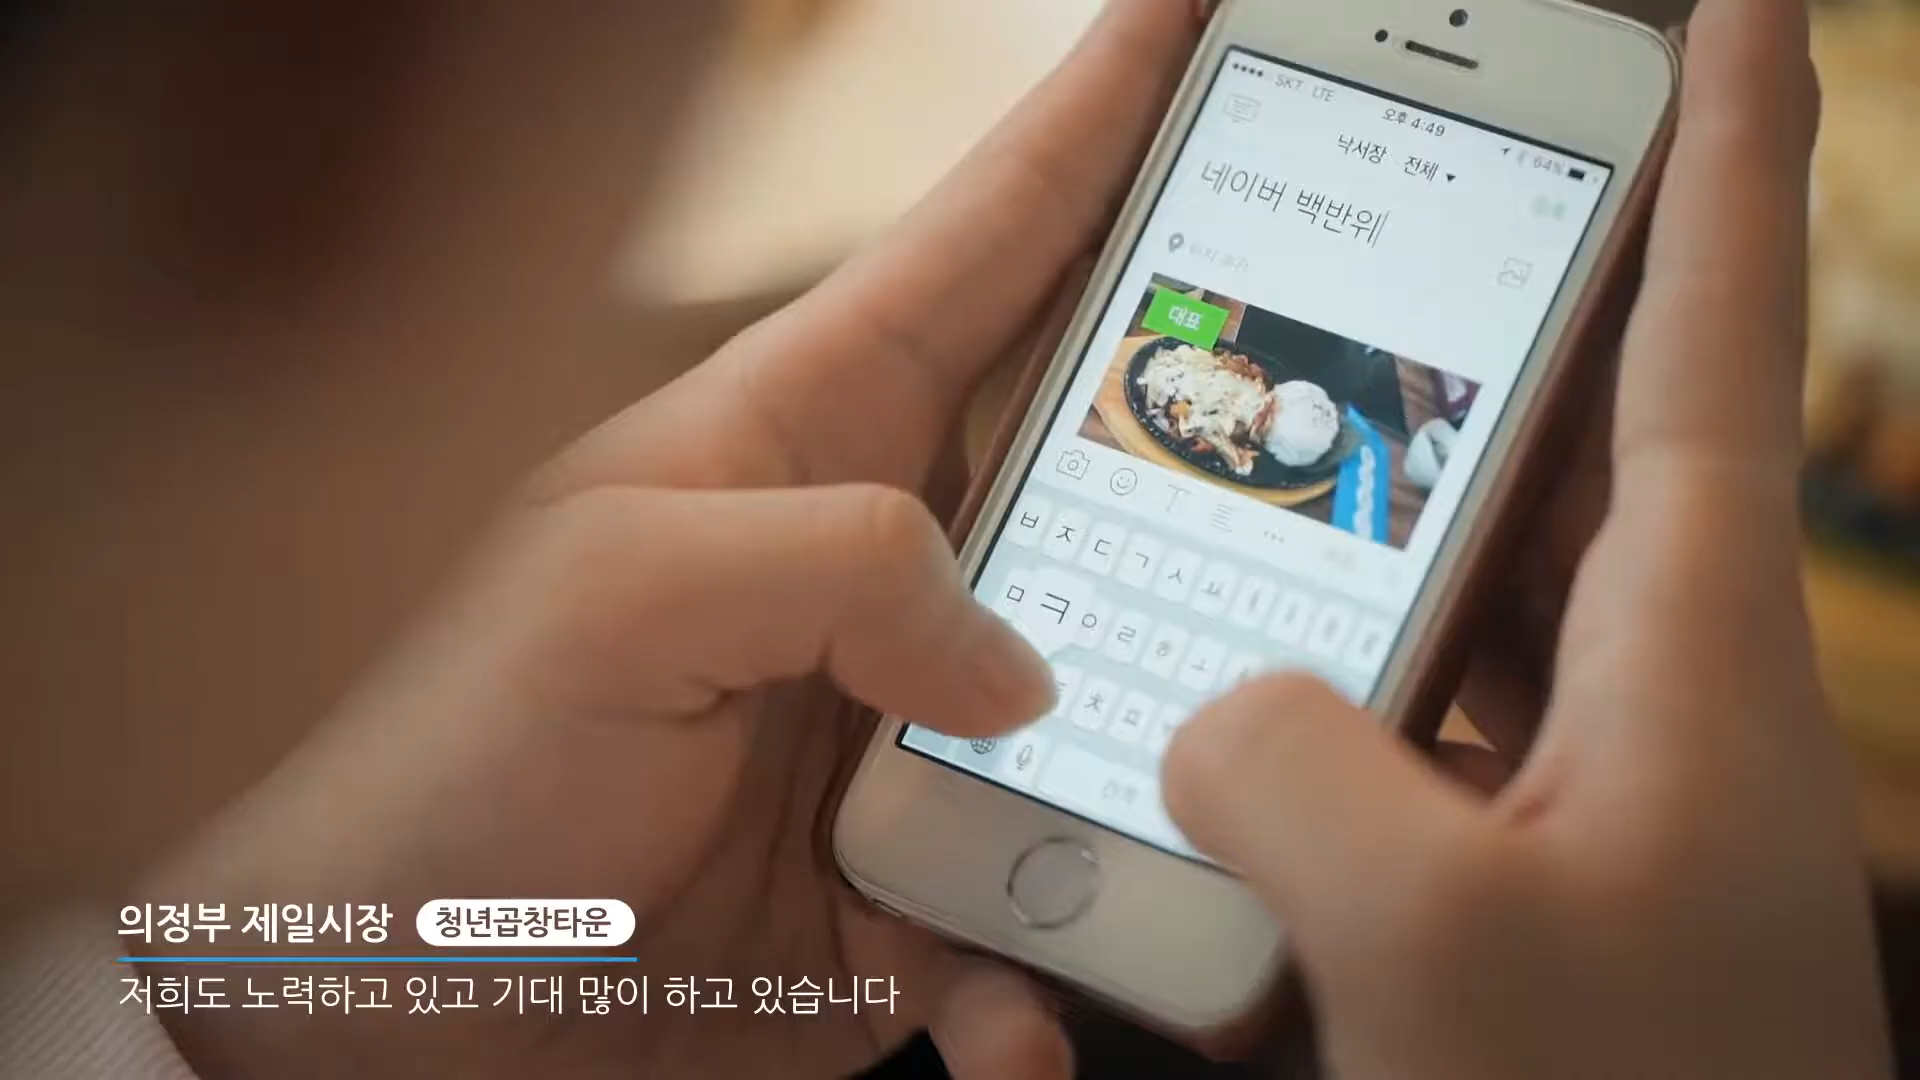 SKT LTE
오후 4:49
64%
낙서장 전체
네이버 백반위
대표
ㅂ ㅈ ㄷ ㄱ ㅅ ㅛ
ㅁ ㅋ ㅇ ㄹ ㅎ ㅗ
ㅊ ㅍ
의정부 제일시장 청년곱창타운
저희도 노력하고 있고 기대 많이 하고 있습니다